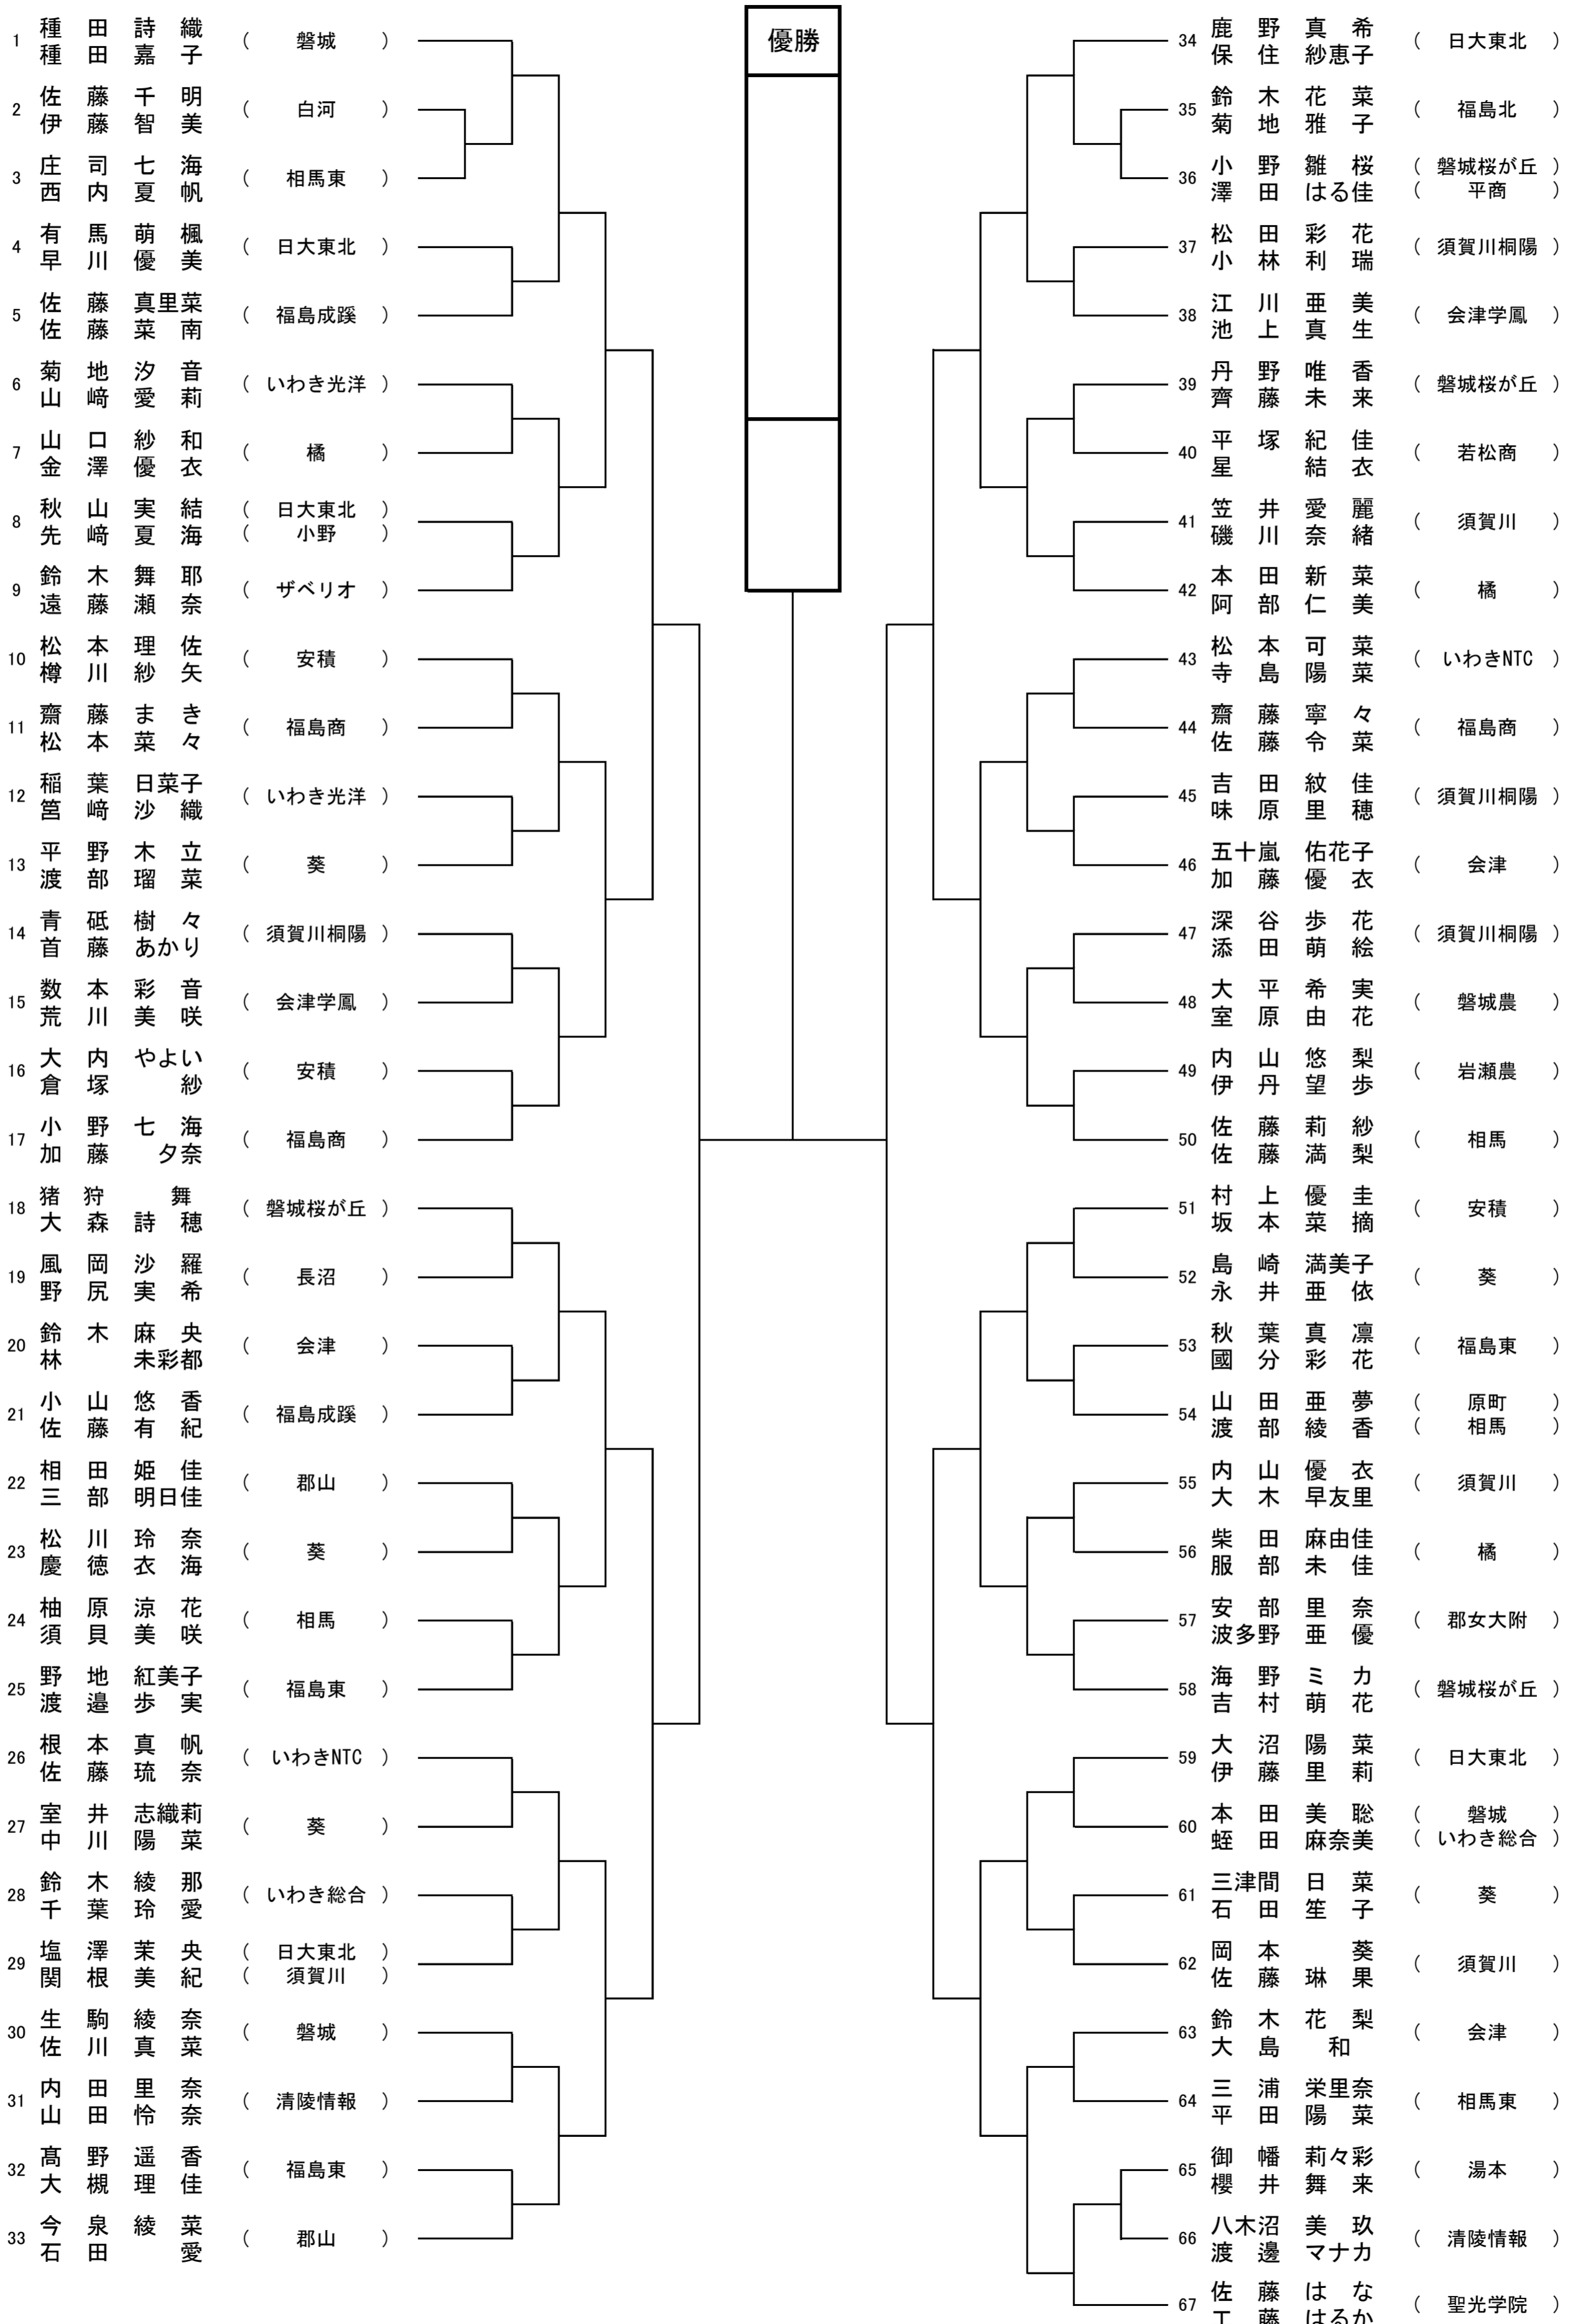 優勝
1 種田詩織 ( 磐城 )
種田嘉子
2 佐藤千明 ( 白河 )
伊藤智美
3 庄司七海 ( 相馬東 )
西内夏帆
4 有馬萌楓 ( 日大東北 )
早川優美
5 佐藤真里菜 ( 福島成蹊 )
佐藤菜南
6 菊地汐音 ( いわき光洋 )
山﨑愛莉
7 山口紗和 ( 橘 )
金澤優衣
8 秋山実結 ( 日大東北 )
先﨑夏海 ( 小野 )
9 鈴木舞耶 ( ザベリオ )
遠藤瀬奈
10 松本理佐 ( 安積 )
樽川紗矢
11 齋藤まき ( 福島商 )
松本菜々
12 稲葉日菜子 ( いわき光洋 )
筥﨑沙織
13 平野木立 ( 葵 )
渡部瑠菜
14 青砥樹々 ( 須賀川桐陽 )
首藤あかり
15 数本彩音 ( 会津学鳳 )
荒川美咲
16 大内やよい ( 安積 )
倉塚紗
17 小野七海 ( 福島商 )
加藤夕奈
18 猪狩舞 ( 磐城桜が丘 )
大森詩穂
19 風岡沙羅 ( 長沼 )
野尻実希
20 鈴木麻央 ( 会津 )
林未彩都
21 小山悠香 ( 福島成蹊 )
佐藤有紀
22 相田姫佳 ( 郡山 )
三部明日佳
23 松川玲奈 ( 葵 )
慶徳衣海
24 柚原涼花 ( 相馬 )
須貝美咲
25 野地紅美子 ( 福島東 )
渡邉歩実
26 根本真帆 ( いわきNTC )
佐藤琉奈
27 室井志織莉 ( 葵 )
中川陽菜
28 鈴木綾那 ( いわき総合 )
千葉玲愛
29 塩澤茉央 ( 日大東北 )
関根美紀 ( 須賀川 )
30 生駒綾奈 ( 磐城 )
佐川真菜
31 内田里奈 ( 清陵情報 )
山田怜奈
32 髙野遥香 ( 福島東 )
大槻理佳
33 今泉綾菜 ( 郡山 )
石田愛
34 鹿野真希 ( 日大東北 )
保住紗恵子
35 鈴木花菜 ( 福島北 )
菊地雅子
36 小野雛桜 ( 磐城桜が丘 )
澤田はる佳 ( 平商 )
37 松田彩花 ( 須賀川桐陽 )
小林利瑞
38 江川亜美 ( 会津学鳳 )
池上真生
39 丹野唯香 ( 磐城桜が丘 )
齊藤未来
40 平塚紀佳 ( 若松商 )
星結衣
41 笠井愛麗 ( 須賀川 )
磯川奈緒
42 本田新菜 ( 橘 )
阿部仁美
43 松本可菜 ( いわきNTC )
寺島陽菜
44 齋藤寧々 ( 福島商 )
佐藤令菜
45 吉田紋佳 ( 須賀川桐陽 )
味原里穂
46 五十嵐佑花子 ( 会津 )
加藤優衣
47 深谷歩花 ( 須賀川桐陽 )
添田萌絵
48 大平希実 ( 磐城農 )
室原由花
49 内山悠梨 ( 岩瀬農 )
伊丹望歩
50 佐藤莉紗 ( 相馬 )
佐藤満梨
51 村上優圭 ( 安積 )
坂本菜摘
52 島崎満美子 ( 葵 )
永井亜依
53 秋葉真凛 ( 福島東 )
國分彩花
54 山田亜夢 ( 原町 )
渡部綾香 ( 相馬 )
55 内山優衣 ( 須賀川 )
大木早友里
56 柴田麻由佳 ( 橘 )
服部未佳
57 安部里奈 ( 郡女大附 )
波多野亜優
58 海野ミカ ( 磐城桜が丘 )
吉村萌花
59 大沼陽菜 ( 日大東北 )
伊藤里莉
60 本田美聡 ( 磐城 )
蛭田麻奈美 ( いわき総合 )
61 三津間日菜 ( 葵 )
石田笙子
62 岡本葵 ( 須賀川 )
佐藤琳果
63 鈴木花梨 ( 会津 )
大島和
64 三浦栄里奈 ( 相馬東 )
平田陽菜
65 御幡莉々彩 ( 湯本 )
櫻井舞来
66 八木沼美玖 ( 清陵情報 )
渡邊マナカ
67 佐藤はな ( 聖光学院 )
工藤はるか